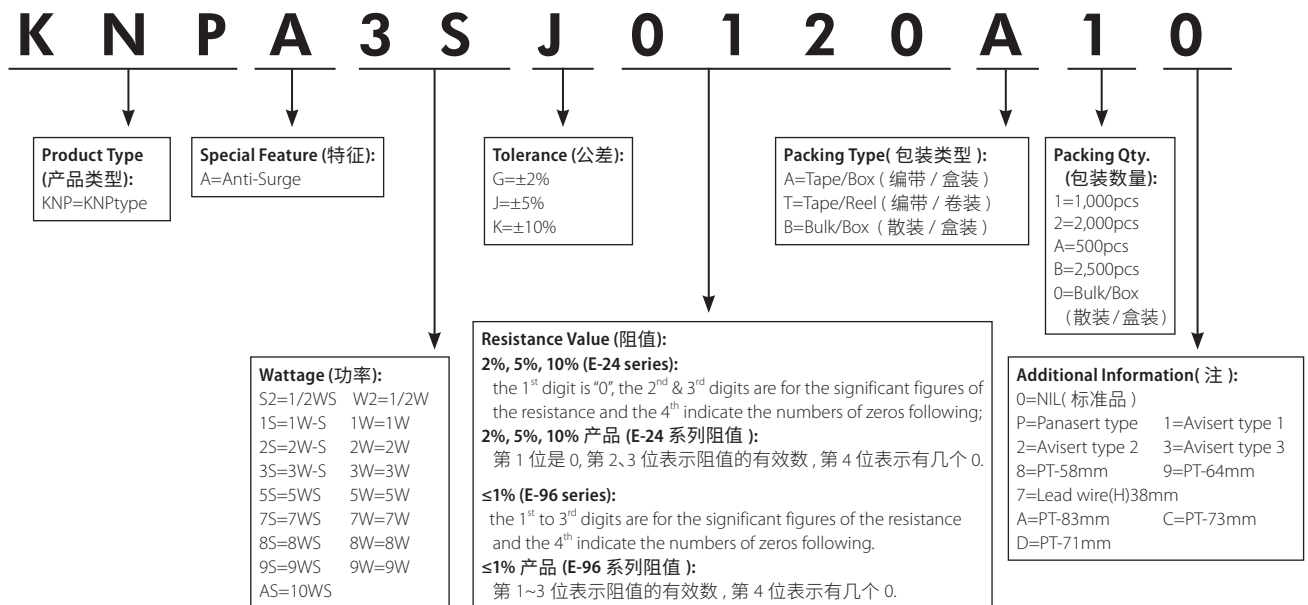 K N P A 3 S J 0 1 2 0 A 1 0
Product Type
(产品类型):
KNP=KNPtype
Special Feature (特征):
A=Anti-Surge
Tolerance (公差):
G=±2%
J=±5%
K=±10%
Packing Type( 包装类型 ):
A=Tape/Box ( 编带 / 盒装 )
T=Tape/Reel ( 编带 / 卷装 )
B=Bulk/Box ( 散装 / 盒装 )
Packing Qty.
(包装数量):
1=1,000pcs
2=2,000pcs
A=500pcs
B=2,500pcs
0=Bulk/Box
(散装/盒装)
Wattage (功率):
S2=1/2WS W2=1/2W
1S=1W-S 1W=1W
2S=2W-S 2W=2W
3S=3W-S 3W=3W
5S=5WS 5W=5W
7S=7WS 7W=7W
8S=8WS 8W=8W
9S=9WS 9W=9W
AS=10WS
Resistance Value (阻值):
2%, 5%, 10% (E-24 series):
the 1st digit is “0”, the 2nd & 3rd digits are for the significant figures of
the resistance and the 4th indicate the numbers of zeros following;
2%, 5%, 10% 产品 (E-24 系列阻值 ):
第 1 位是 0, 第 2、3 位表示阻值的有效数 , 第 4 位表示有几个 0.
≤1% (E-96 series):
the 1st to 3rd digits are for the significant figures of the resistance
and the 4th indicate the numbers of zeros following.
≤1% 产品 (E-96 系列阻值 ):
第 1~3 位表示阻值的有效数 , 第 4 位表示有几个 0.
Additional Information( 注 ):
0=NIL( 标准品 )
P=Panasert type 1=Avisert type 1
2=Avisert type 2 3=Avisert type 3
8=PT-58mm 9=PT-64mm
7=Lead wire(H)38mm
A=PT-83mm C=PT-73mm
D=PT-71mm